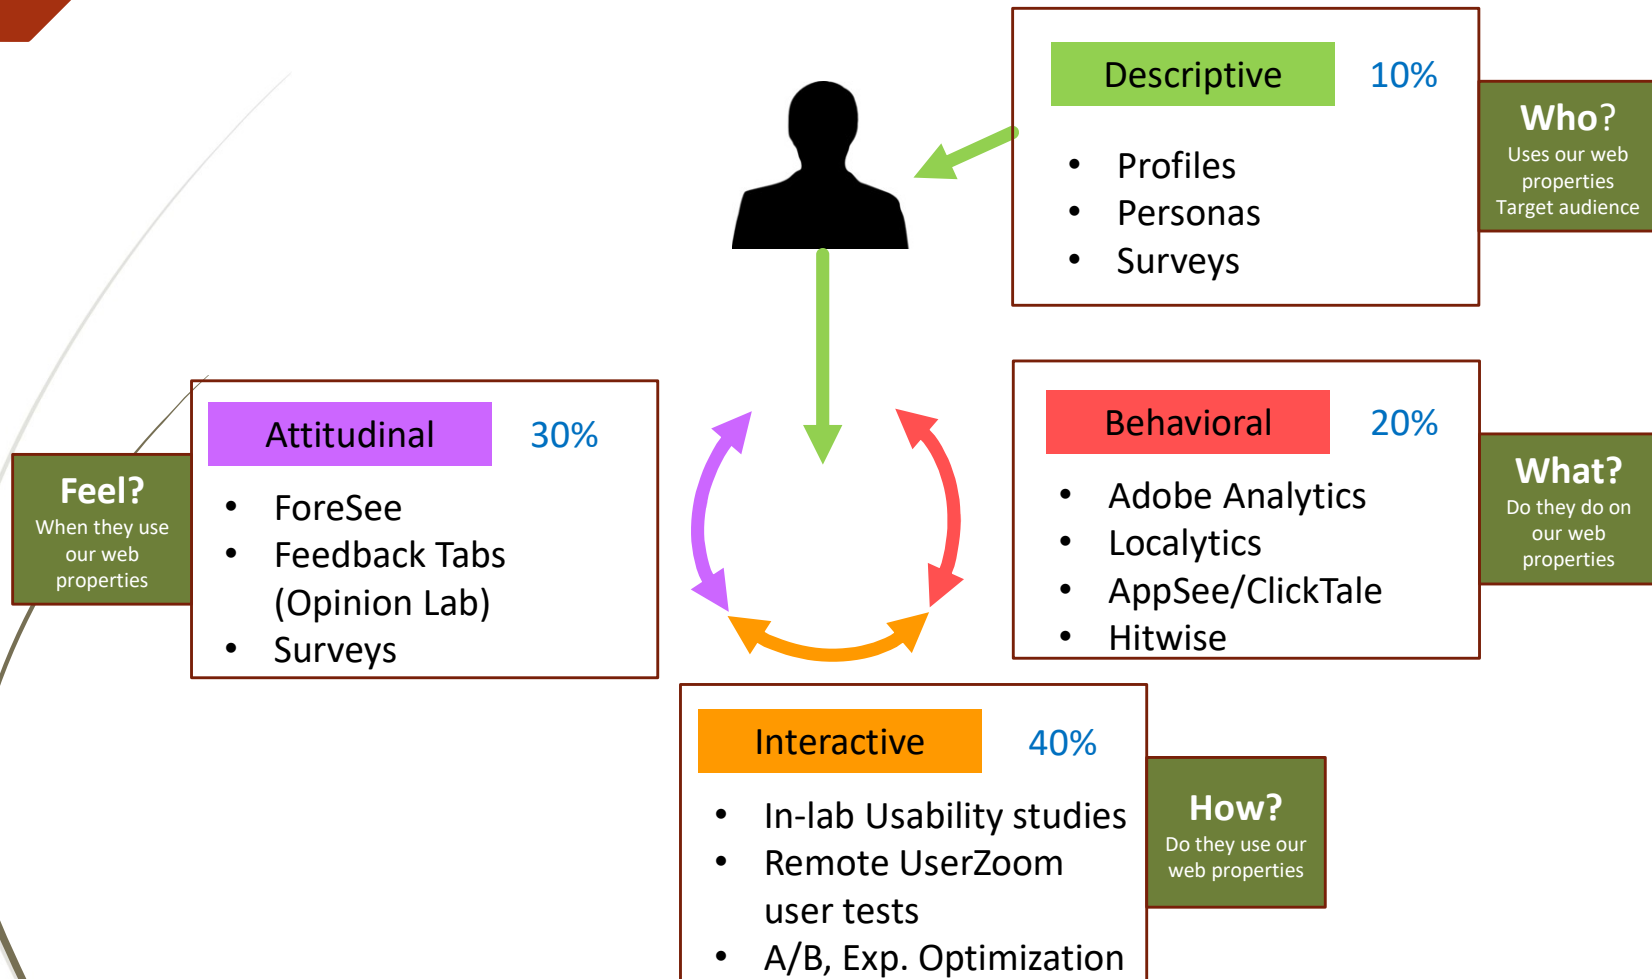 Descriptive 10%
• Profiles
• Personas
• Surveys
Who?
Uses our web
properties
Target audience
Attitudinal 30%
• ForeSee
• Feedback Tabs
(Opinion Lab)
• Surveys
Feel?
When they use
our web
properties
Behavioral 20%
• Adobe Analytics
• Localytics
• AppSee/ClickTale
• Hitwise
What?
Do they do on
our web
properties
Interactive 40%
• In-lab Usability studies
• Remote UserZoom
user tests
• A/B, Exp. Optimization
How?
Do they use our
web properties